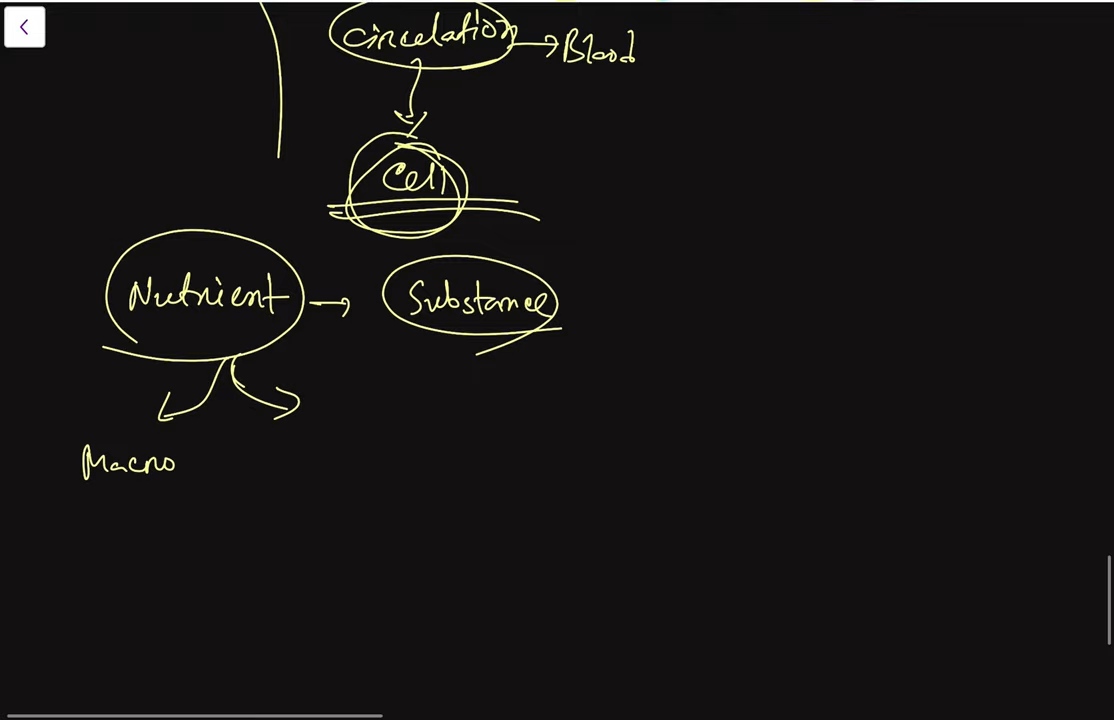 Circulation → Blood
Cell
Nutrient → Substance
Macro